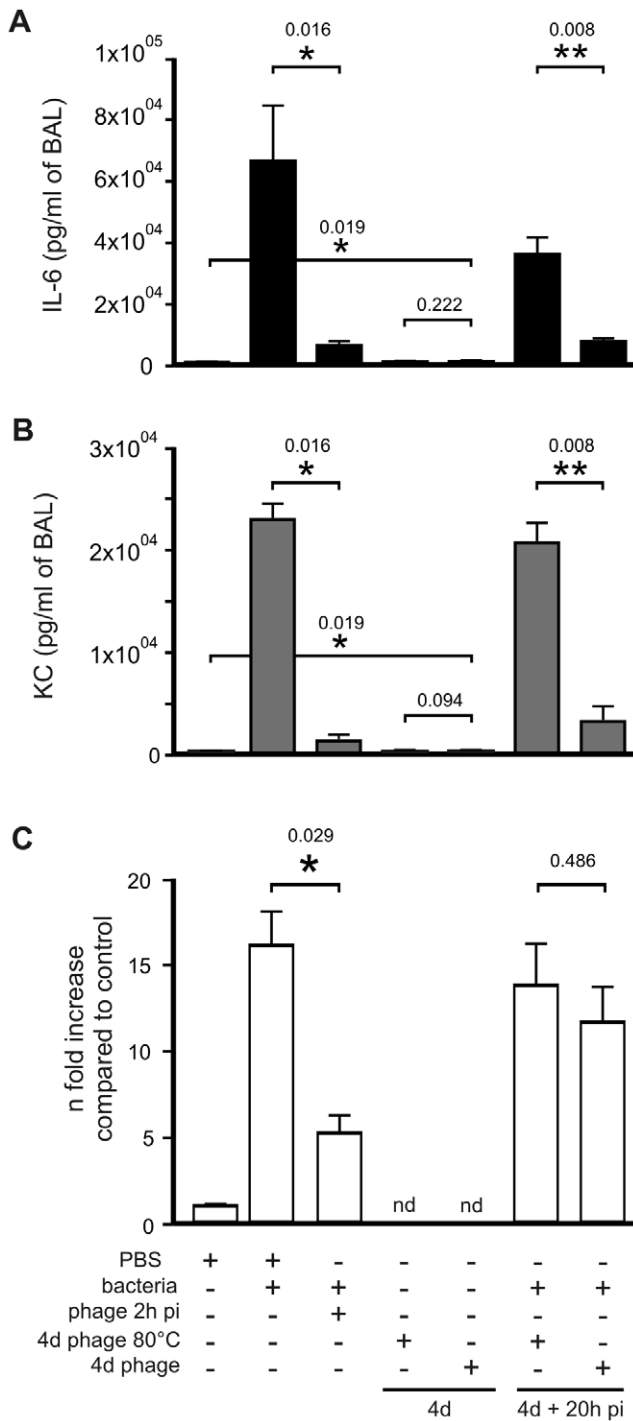 A
0.016
0.008
1x10⁰⁵
*
**
8x10⁰⁴
6x10⁰⁴
0.019
*
4x10⁰⁴
0.222
2x10⁰⁴
0
IL-6 (pg/ml of BAL)
B
0.016
0.008
3x10⁰⁴
*
**
2x10⁰⁴
0.019
*
1x10⁰⁴
0.094
0
KC (pg/ml of BAL)
C
0.029
0.486
*
20
15
10
5
nd nd
0
n fold increase
compared to control
PBS + + - - - - -
bacteria - + + - - + +
phage 2h pi - - + - - - -
4d phage 80°C - - - + - + -
4d phage - - - - + - +
4d 4d + 20h pi